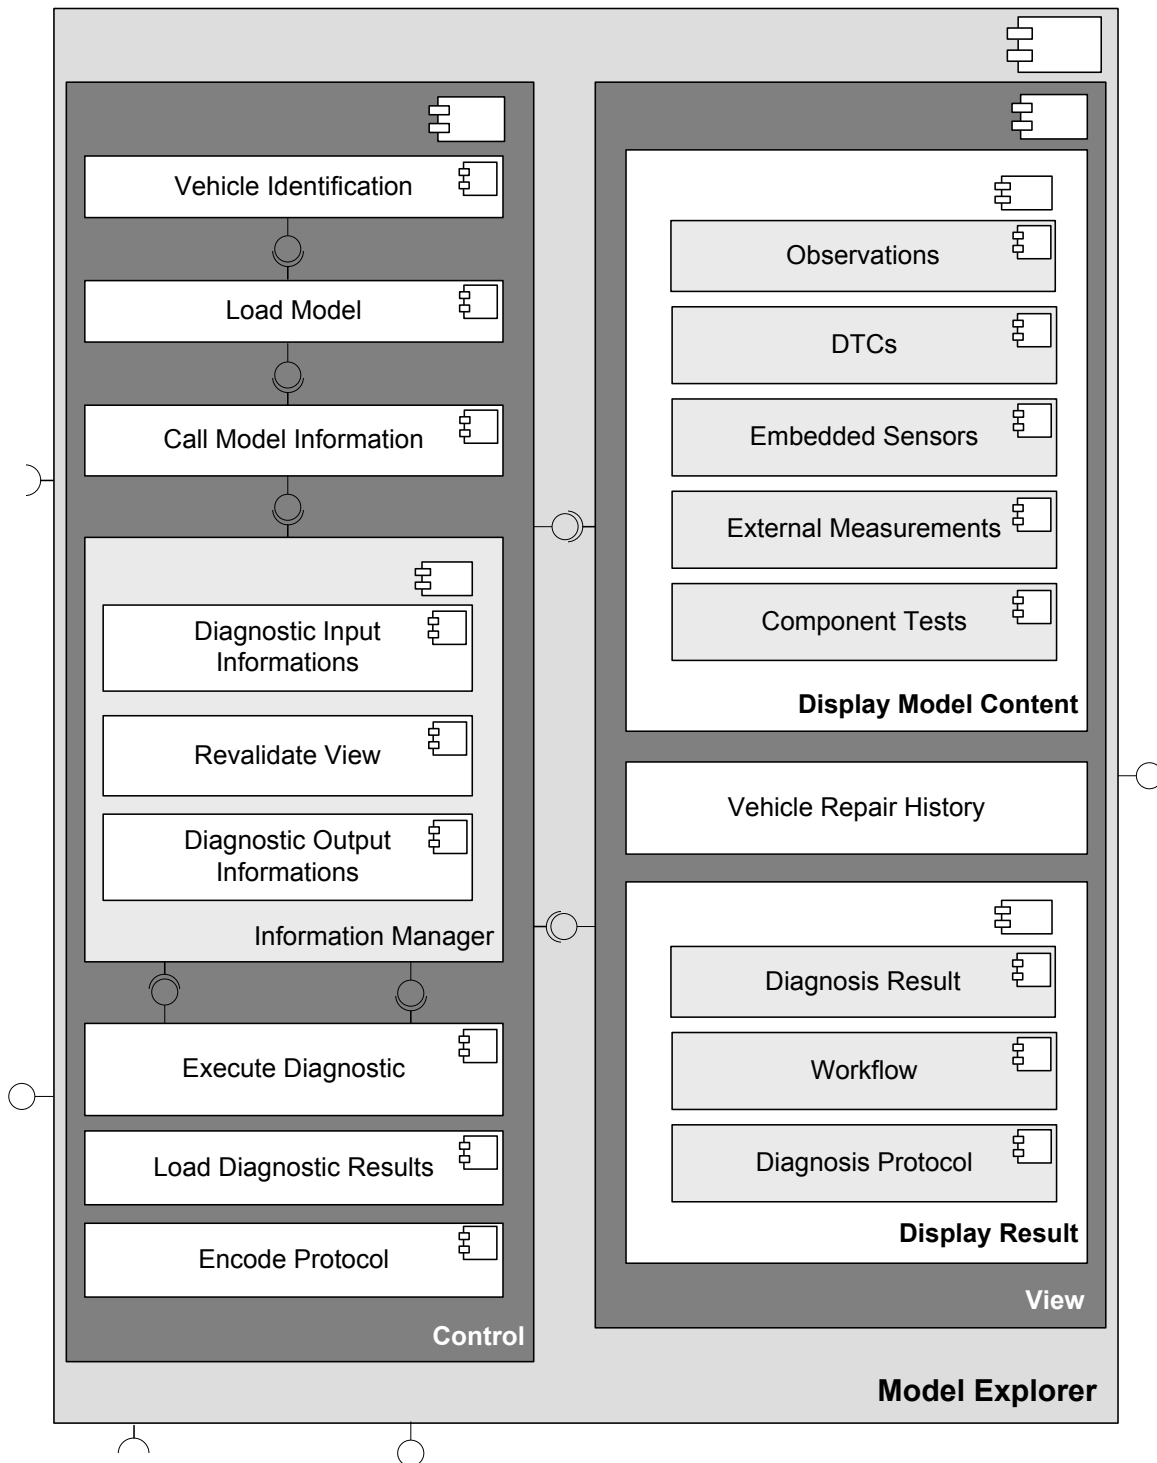 Vehicle Identification
Load Model
Call Model Information
Diagnostic Input
Informations
Revalidate View
Diagnostic Output
Informations
Information Manager
Execute Diagnostic
Load Diagnostic Results
Encode Protocol
Control
Observations
DTCs
Embedded Sensors
External Measurements
Component Tests
Display Model Content
Vehicle Repair History
Diagnosis Result
Workflow
Diagnosis Protocol
Display Result
View
Model Explorer